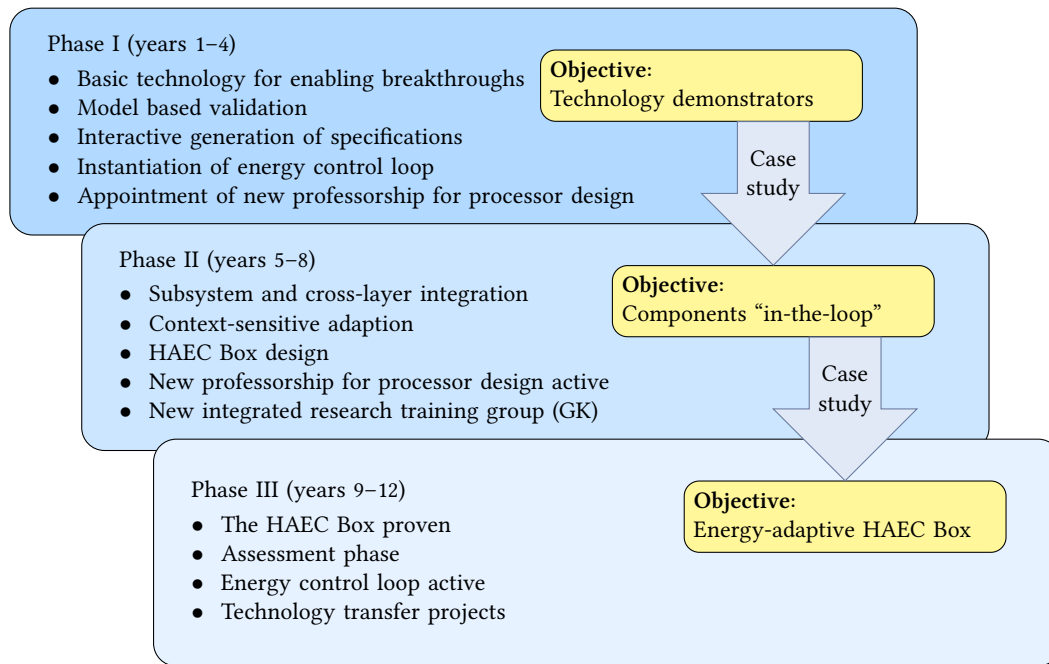 Phase I (years 1–4)
● Basic technology for enabling breakthroughs
● Model based validation
● Interactive generation of specifications
● Instantiation of energy control loop
● Appointment of new professorship for processor design
Objective:
Technology demonstrators
Case
study
Phase II (years 5–8)
● Subsystem and cross-layer integration
● Context-sensitive adaption
● HAEC Box design
● New professorship for processor design active
● New integrated research training group (GK)
Objective:
Components “in-the-loop”
Case
study
Phase III (years 9–12)
● The HAEC Box proven
● Assessment phase
● Energy control loop active
● Technology transfer projects
Objective:
Energy-adaptive HAEC Box